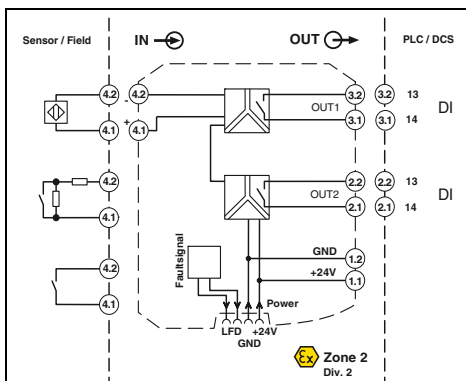 Sensor / Field IN OUT PLC / DCS
4.2 - 4.2 3.2 3.2 13
OUT1 DI
4.1 + 4.1 3.1 3.1 14
4.2 2.2 2.2 13
OUT2 DI
4.1 2.1 2.1 14
Faultsignal
GND 1.2
4.2
+24V 1.1
4.1
Power
LFD +24V
GND
Ex Zone 2
Div. 2